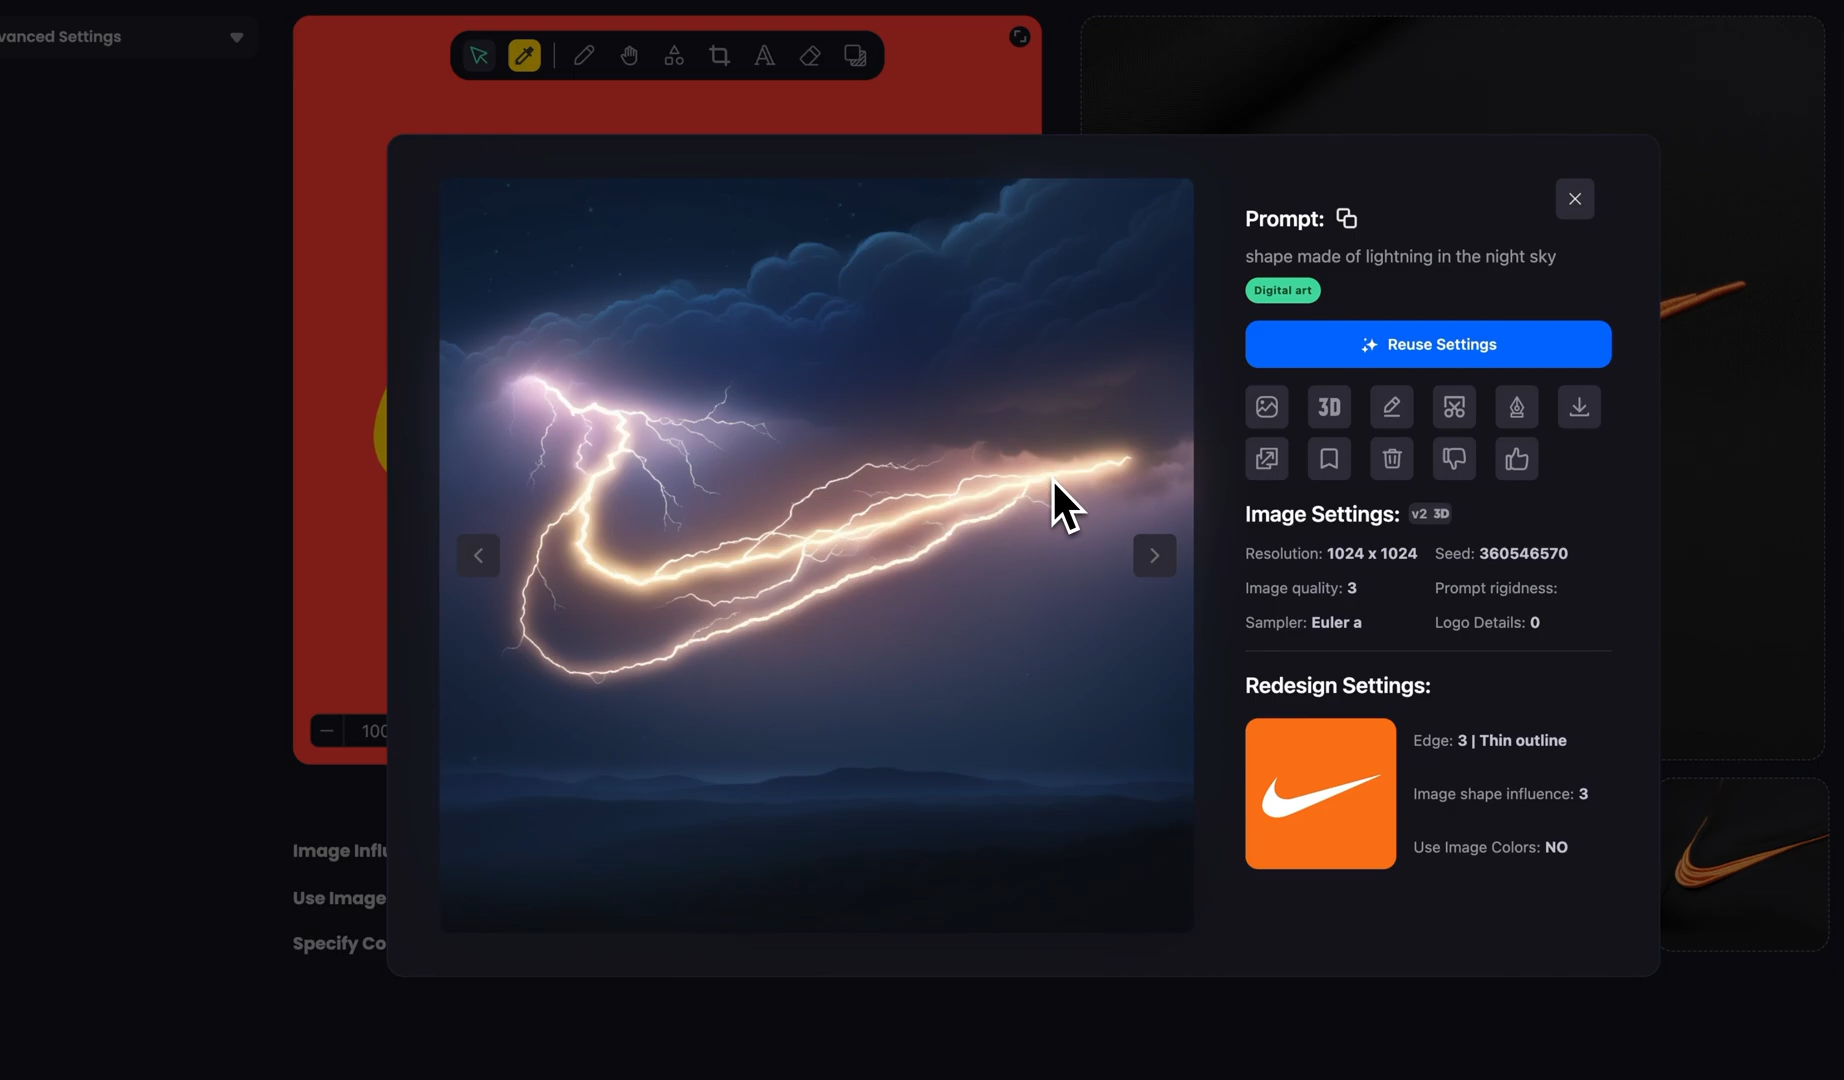 vanced Settings
Prompt:
shape made of lightning in the night sky
Digital art
Reuse Settings
3D
Image Settings: v2 3D
Resolution: 1024 x 1024 Seed: 360546570
Image quality: 3 Prompt rigidness:
Sampler: Euler a Logo Details: 0
Redesign Settings:
Edge: 3 | Thin outline
Image shape influence: 3
Use Image Colors: NO
100
Image Influ
Use Image
Specify Co